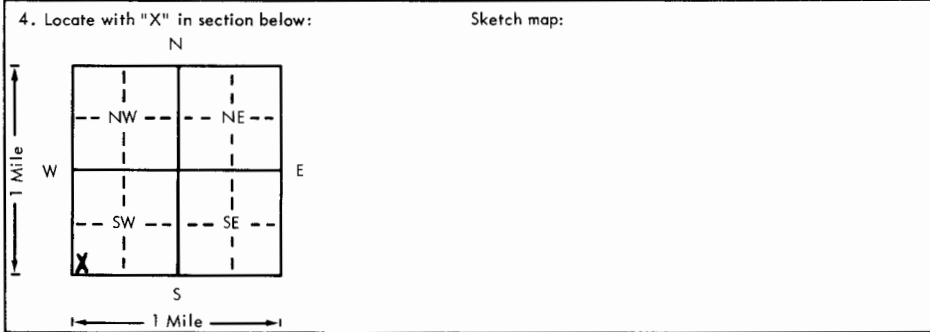 4. Locate with "X" in section below:
Sketch map:
N
NW
NE
1 Mile
W
E
SW
SE
X
S
1 Mile